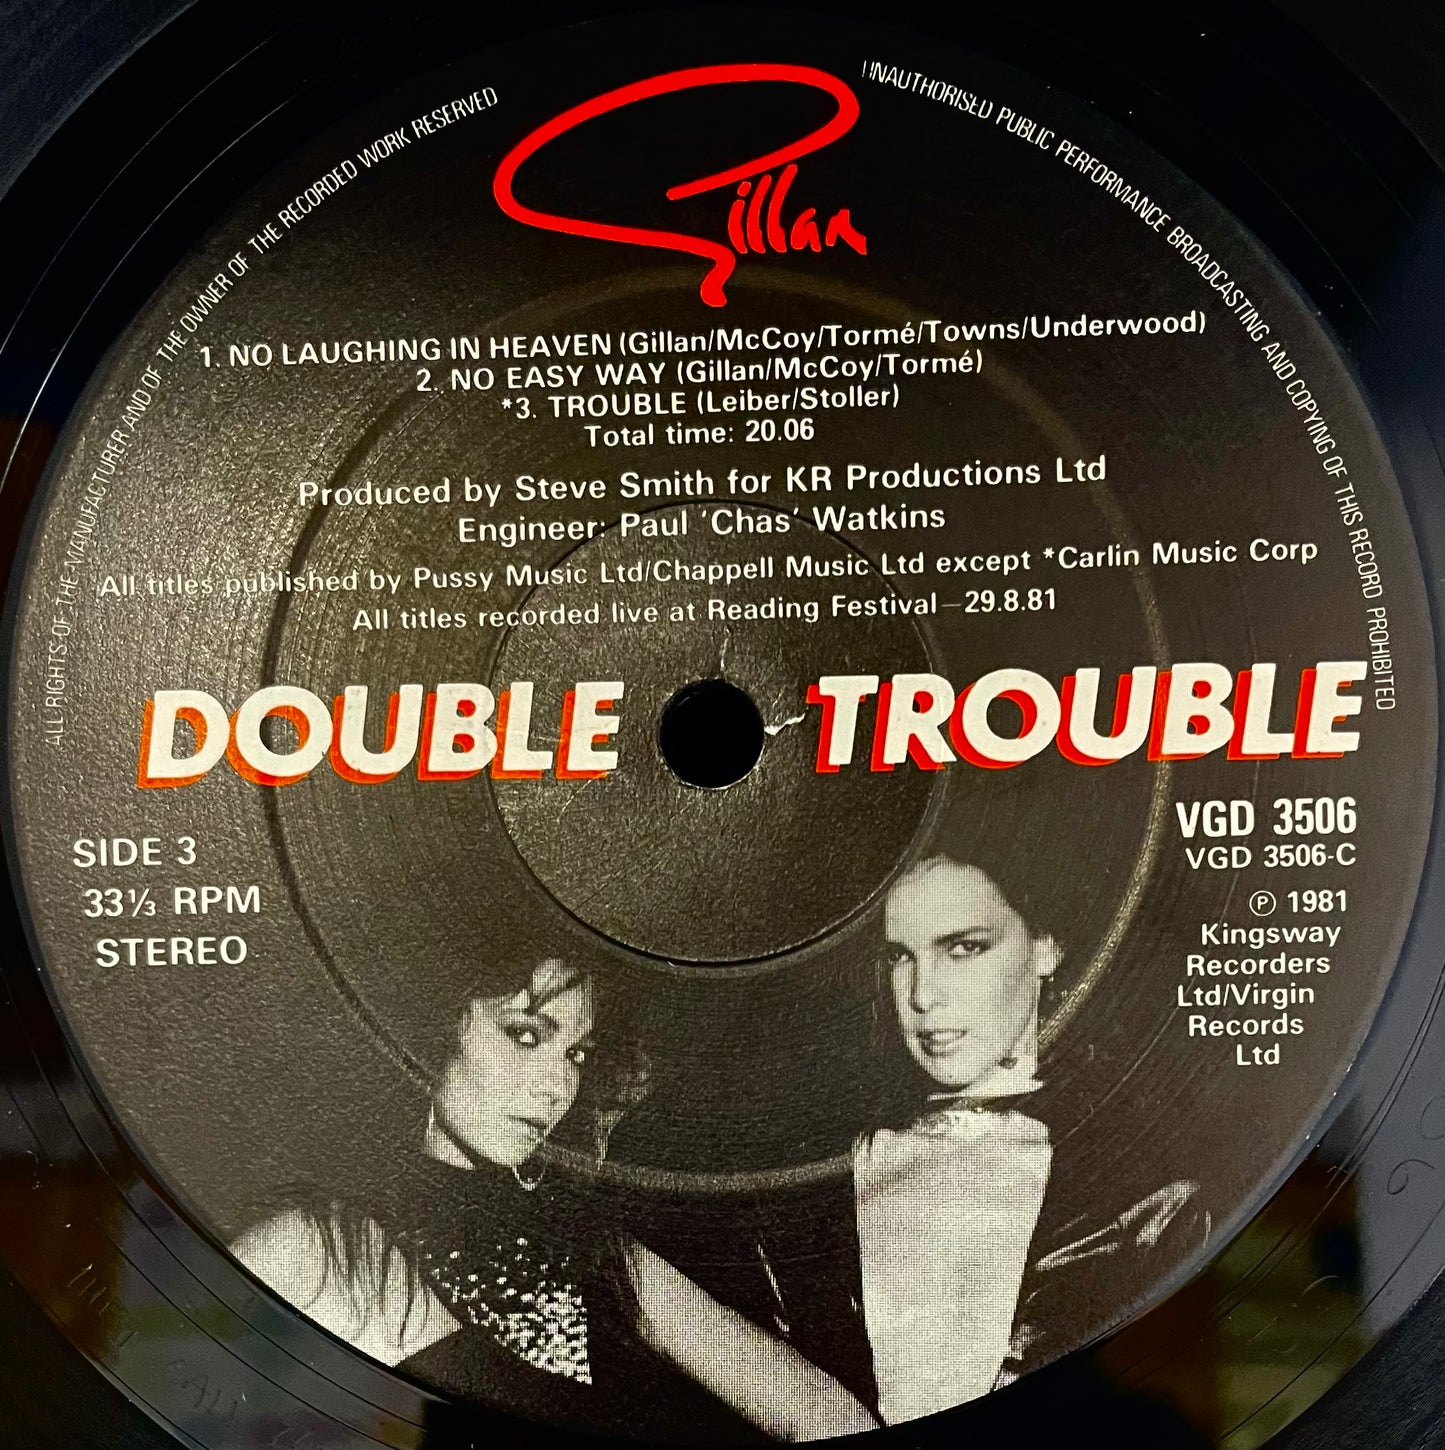 ALL RIGHTS OF THE MANUFACTURER AND OF THE OWNER OF THE RECORDED WORK RESERVED
UNAUTHORISED PUBLIC PERFORMANCE BROADCASTING AND COPYING OF THIS RECORD PROHIBITED
Gillan
1. NO LAUGHING IN HEAVEN (Gillan/McCoy/Tormé/Towns/Underwood)
2. NO EASY WAY (Gillan/McCoy/Tormé)
*3. TROUBLE (Leiber/Stoller)
Total time: 20.06
Produced by Steve Smith for KR Productions Ltd
Engineer: Paul 'Chas' Watkins
All titles published by Pussy Music Ltd/Chappell Music Ltd except *Carlin Music Corp
All titles recorded live at Reading Festival—29.8.81
DOUBLE TROUBLE
SIDE 3
33⅓ RPM
STEREO
VGD 3506
VGD 3506-C
℗ 1981
Kingsway
Recorders
Ltd/Virgin
Records
Ltd